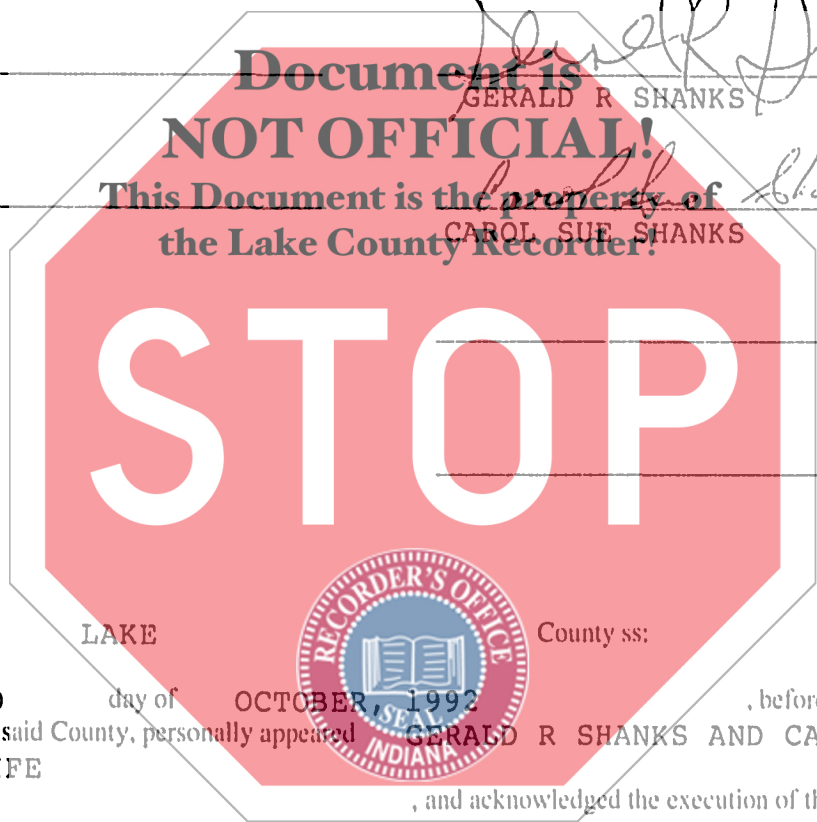 Document is
GERALD R SHANKS
NOT OFFICIAL!
This Document is the property of
the Lake County Recorder!
CAROL SUE SHANKS
STOP
RECORDER'S OFFICE
SEAL
INDIANA
LAKE County ss:
day of OCTOBER, 1992 , before
said County, personally appeared GERALD R SHANKS AND CA
IFE
, and acknowledged the execution of th